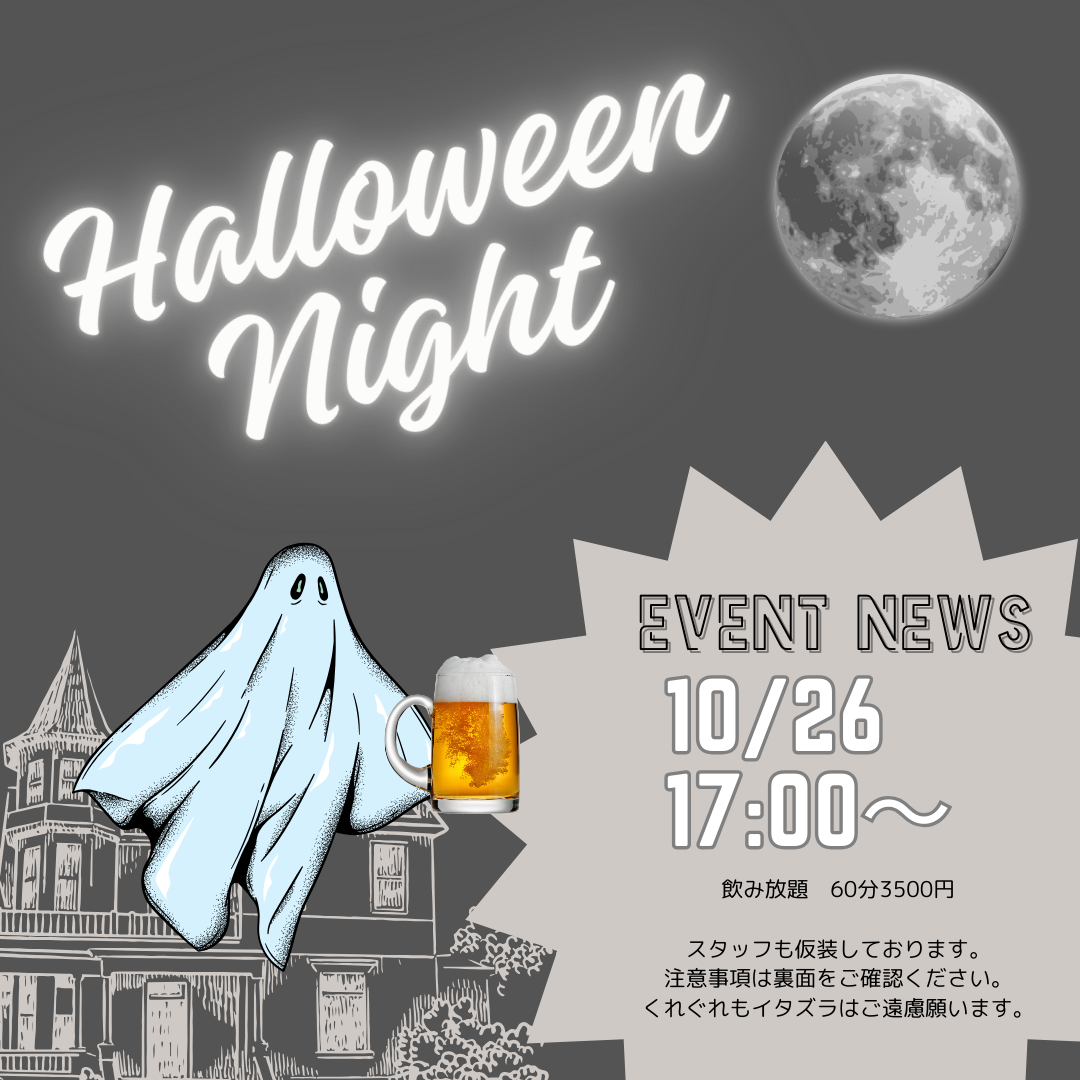 Halloween
Night
EVENT NEWS
10/26
17:00～
飲み放題　60分3500円
スタッフも仮装しております。
注意事項は裏面をご確認ください。
くれぐれもイタズラはご遠慮願います。